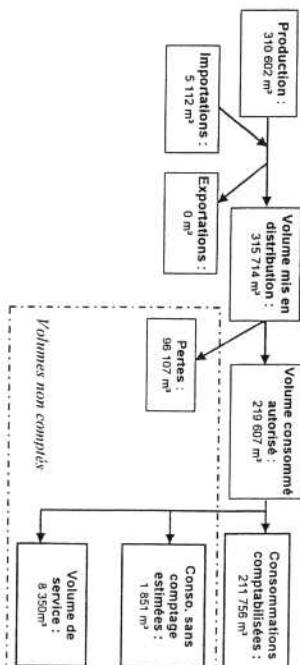 Production :
310 602 m³
Importations :
5 112 m³
Exportations :
0 m³
Volume mis en
distribution :
315 714 m³
Pertes :
96 107 m³
Volume consommé
autorisé :
219 607 m³
Consommations
comptabilisées :
211 756 m³
Conso. sans
comptage
estimées :
1 851 m³
Volume de
service :
8 350m³
Volumes non comptés